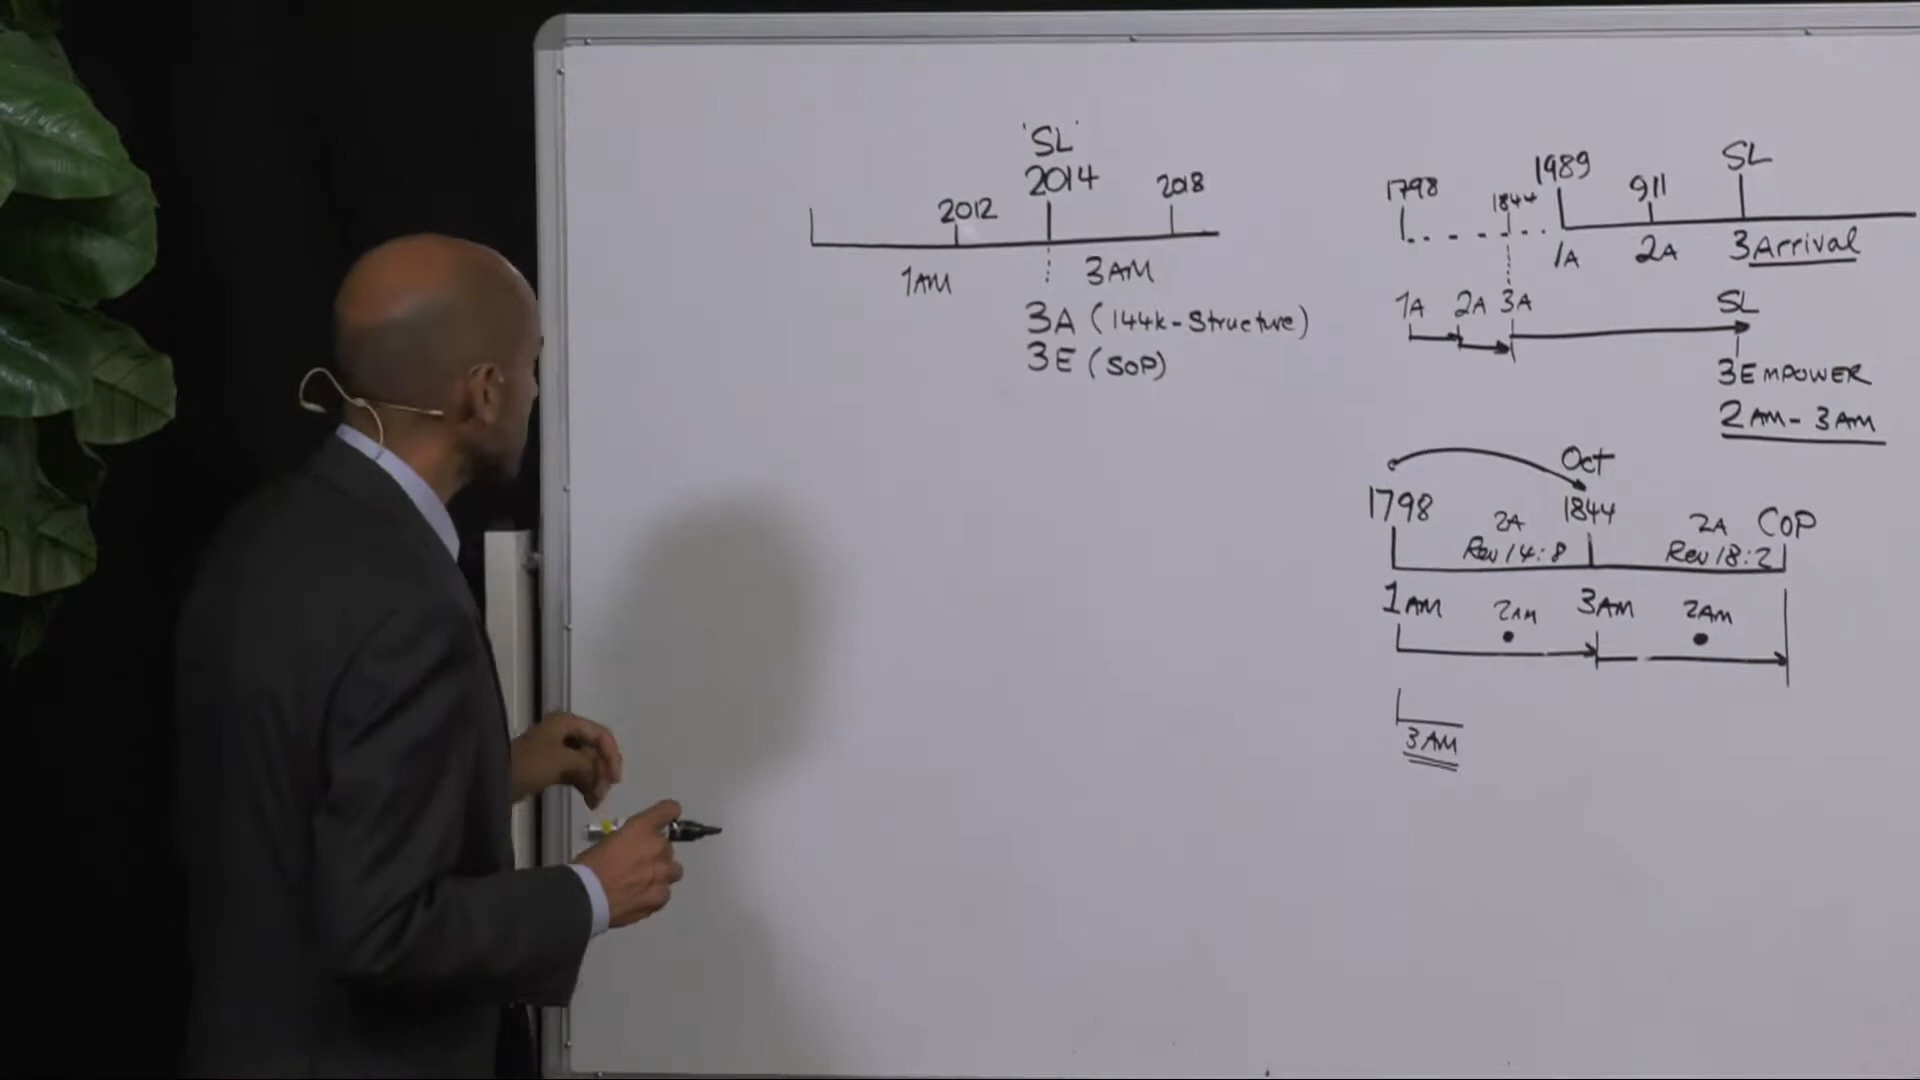 'SL'
2014
2012
2018
1AM
3AM
3A (144k-Structure)
3E (SOP)
1798
1844
1989
911
SL
1A
2A
3Arrival
1A
2A
3A
SL
3EMPOWER
2AM-3AM
Oct
1798
2A
1844
2A
COP
Rev 14:8
Rev 18:2
1AM
2AM
3AM
2AM
3AM